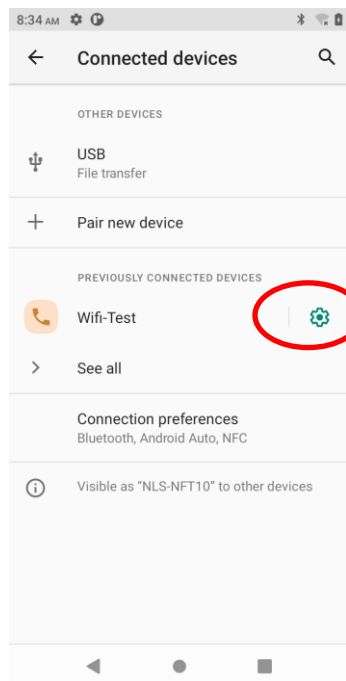 8:34 AM
Connected devices
OTHER DEVICES
USB
File transfer
Pair new device
PREVIOUSLY CONNECTED DEVICES
Wifi-Test
See all
Connection preferences
Bluetooth, Android Auto, NFC
Visible as “NLS-NFT10” to other devices